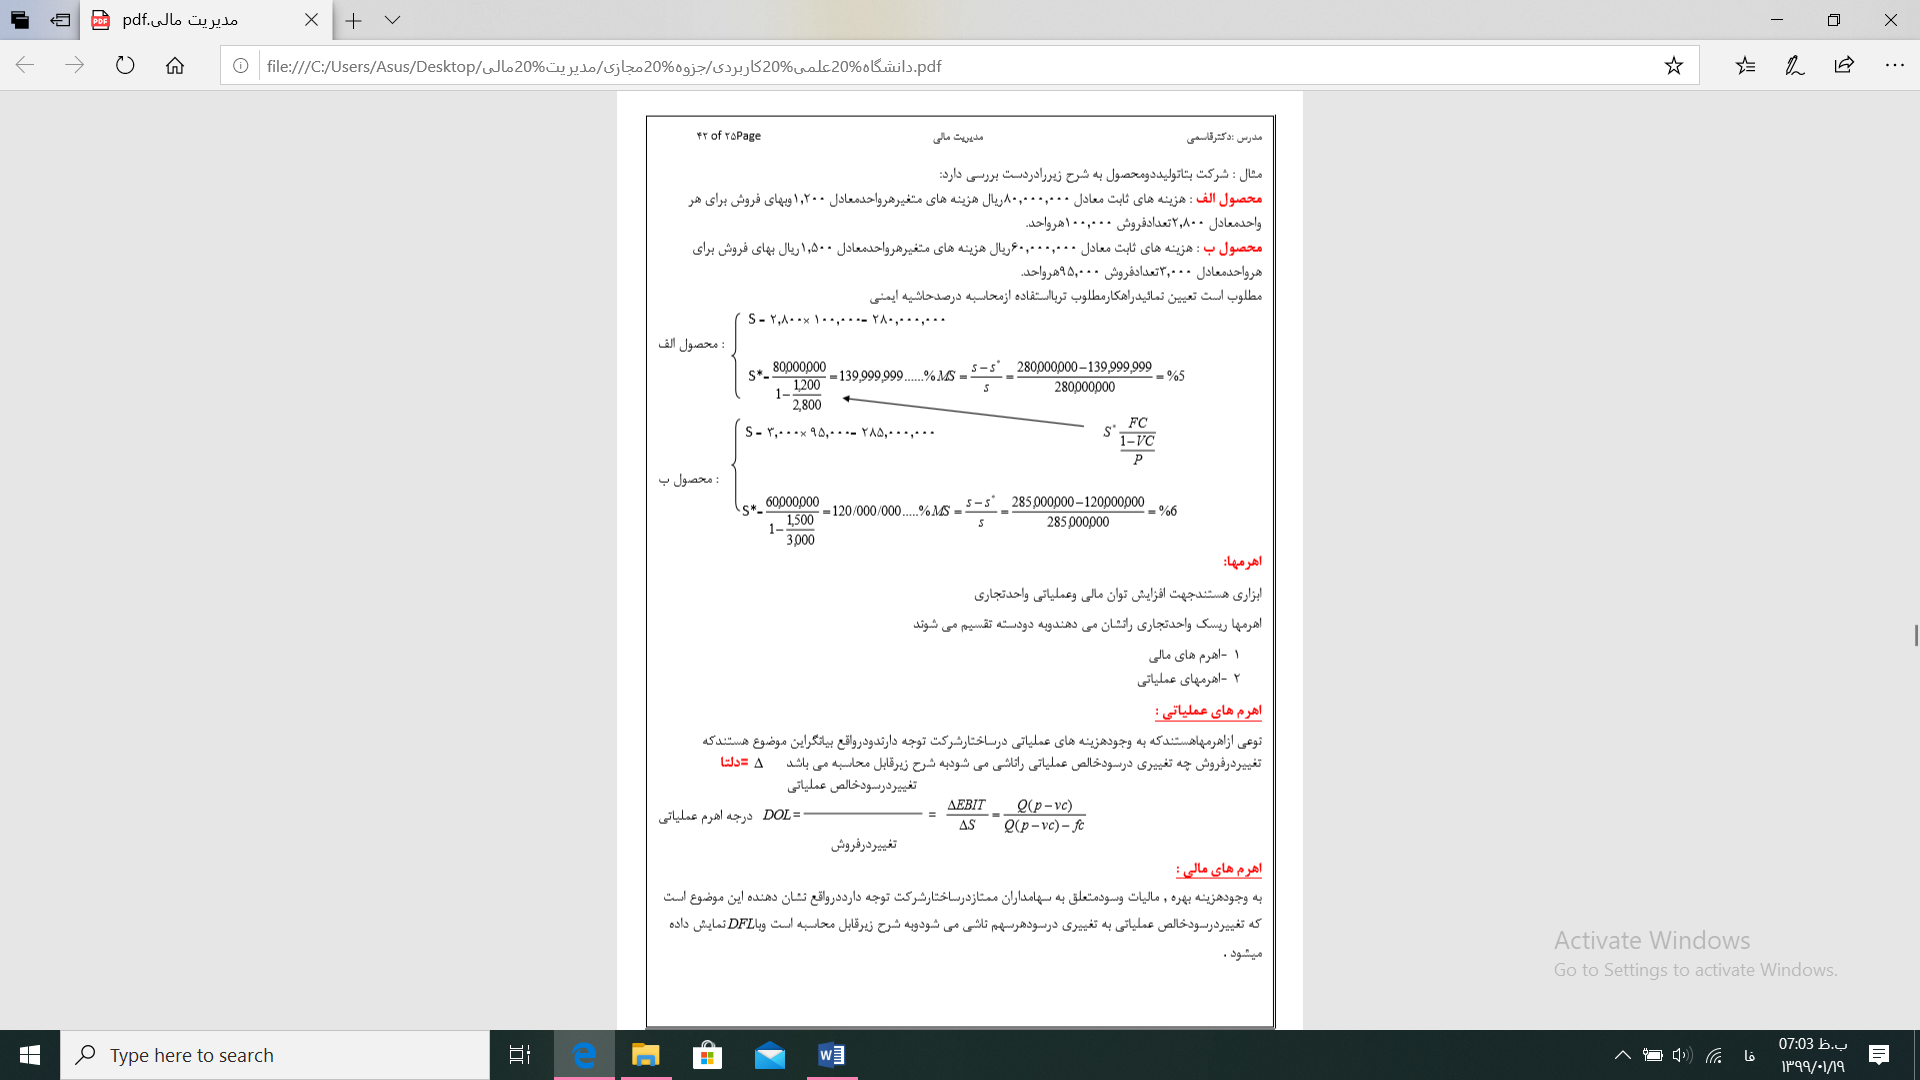 مدیریت مالی.pdf
file:///C:/Users/Asus/Desktop/دانشگاه%20علمی%20کاربردی/جزوه%20مجازی/مدیریت%20مالی.pdf
مدرس :دکترقاسمی مدیریت مالی ۴۲ of ۲۵Page
مثال : شرکت بتاتولیددومحصول به شرح زیررادردست بررسی دارد:
محصول الف : هزینه های ثابت معادل ۸۰,۰۰۰,۰۰۰ریال هزینه های متغیرهرواحدمعادل ۱,۲۰۰وبهای فروش برای هر
واحدمعادل ۲,۸۰۰تعدادفروش ۱۰۰,۰۰۰هرواحد.
محصول ب : هزینه های ثابت معادل ۶۰,۰۰۰,۰۰۰ریال هزینه های متغیرهرواحدمعادل ۱,۵۰۰ریال بهای فروش برای
هرواحدمعادل ۳,۰۰۰تعدادفروش ۹۵,۰۰۰هرواحد.
مطلوب است تعیین نمائیدراهکارمطلوب تربااستفاده ازمحاسبه درصدحاشیه ایمنی
S = ۲,۸۰۰× ۱۰۰,۰۰۰= ۲۸۰,۰۰۰,۰۰۰
محصول الف :
S*= 80,000,000 / (1 − 1,200 / 2,800) =139,999,999......%MS = (s − s*) / s = (280,000,000 −139,999,999) / 280,000,000 = %5
S* FC / (1−VC / P)
S = ۳,۰۰۰× ۹۵,۰۰۰= ۲۸۵,۰۰۰,۰۰۰
محصول ب :
S*= 60,000,000 / (1 − 1,500 / 3,000) =120/000/000.....%MS = (s − s*) / s = (285,000,000 −120,000,000) / 285,000,000 = %6
اهرمها:
ابزاری هستندجهت افزایش توان مالی وعملیاتی واحدتجاری
اهرمها ریسک واحدتجاری رانشان می دهندوبه دودسته تقسیم می شوند
۱ -اهرم های مالی
۲ -اهرمهای عملیاتی
اهرم های عملیاتی :
نوعی ازاهرمهاهستندکه به وجودهزینه های عملیاتی درساختارشرکت توجه دارندودرواقع بیانگراین موضوع هستندکه
تغییردرفروش چه تغییری درسودخالص عملیاتی راناشی می شودبه شرح زیرقابل محاسبه می باشد Δ =دلتا
تغییردرسودخالص عملیاتی
درجه اهرم عملیاتی DOL= = ΔEBIT / ΔS = Q(p − vc) / (Q(p − vc) − fc)
تغییردرفروش
اهرم های مالی :
به وجودهزینه بهره , مالیات وسودمتعلق به سهامداران ممتازدرساختارشرکت توجه دارددرواقع نشان دهنده این موضوع است
که تغییردرسودخالص عملیاتی به تغییری درسودهرسهم ناشی می شودوبه شرح زیرقابل محاسبه است وباDFLنمایش داده
میشود .
Activate Windows
Go to Settings to activate Windows.
Type here to search
فا
07:03 ب.ظ
۱۳۹۹/۰۱/۱۹